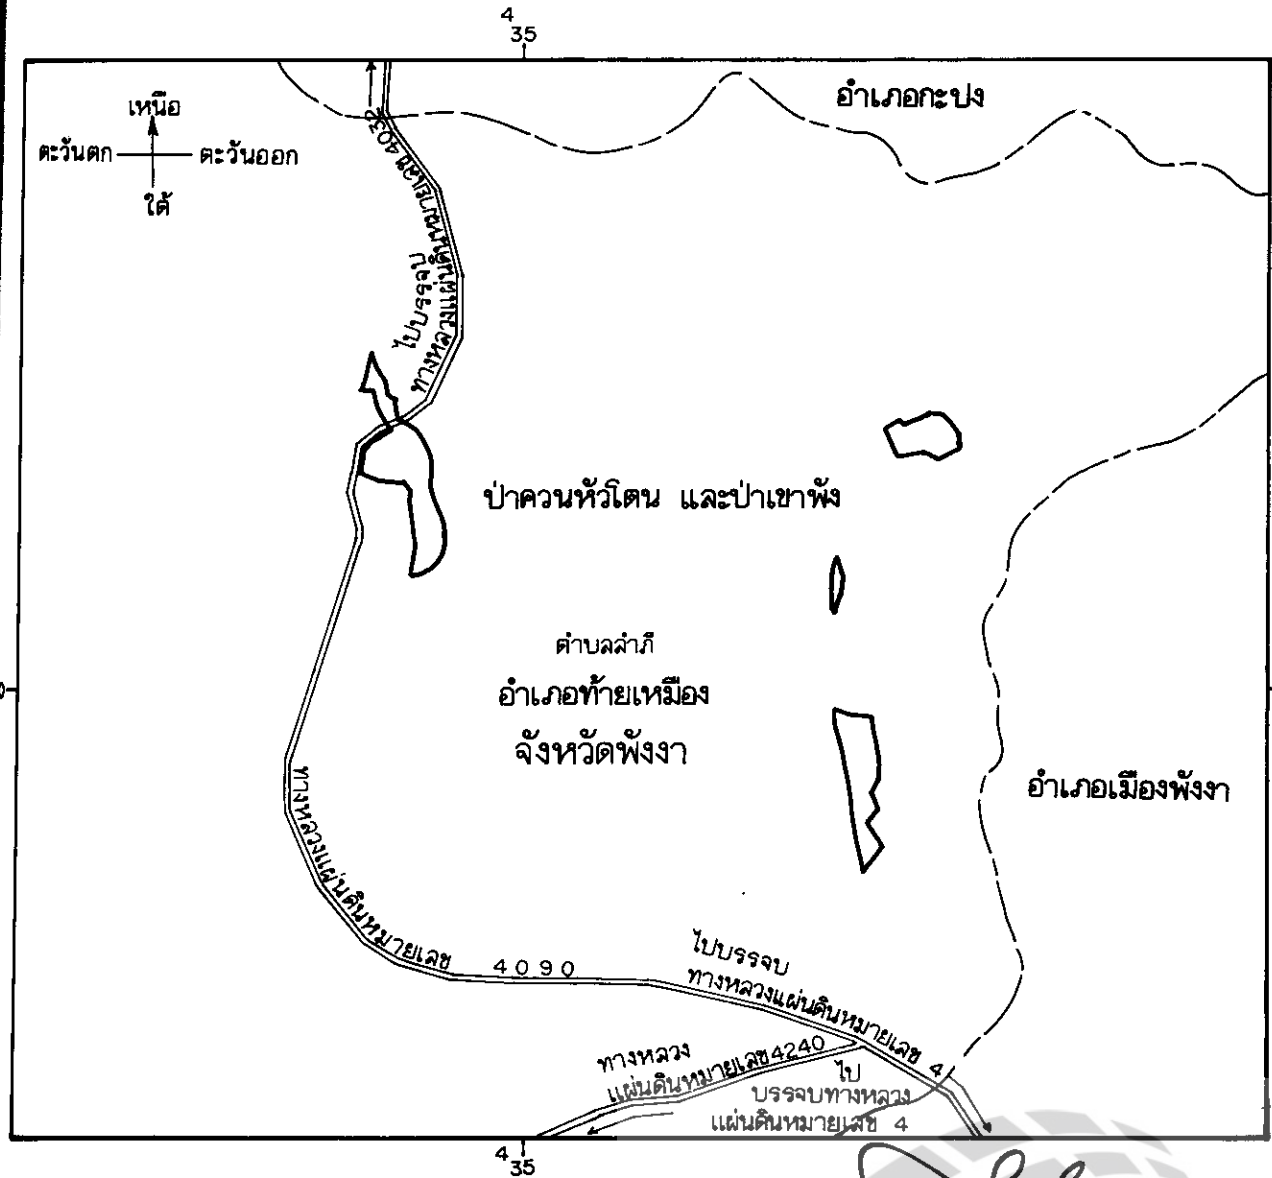 4
35
อำเภอกะปง
เหนือ
ตะวันตก
ตะวันออก
ใต้
ไปบรรจบ
ทางหลวงแผ่นดินหมายเลข 4032
ป่าควนหัวโตน และป่าเขาพัง
ตำบลลำภี
อำเภอท้ายเหมือง
จังหวัดพังงา
อำเภอเมืองพังงา
ทางหลวงแผ่นดินหมายเลข 4090
ไปบรรจบ
ทางหลวงแผ่นดินหมายเลข 4
ทางหลวง
แผ่นดินหมายเลข 4240
ไป
บรรจบทางหลวง
แผ่นดินหมายเลข 4
4
35